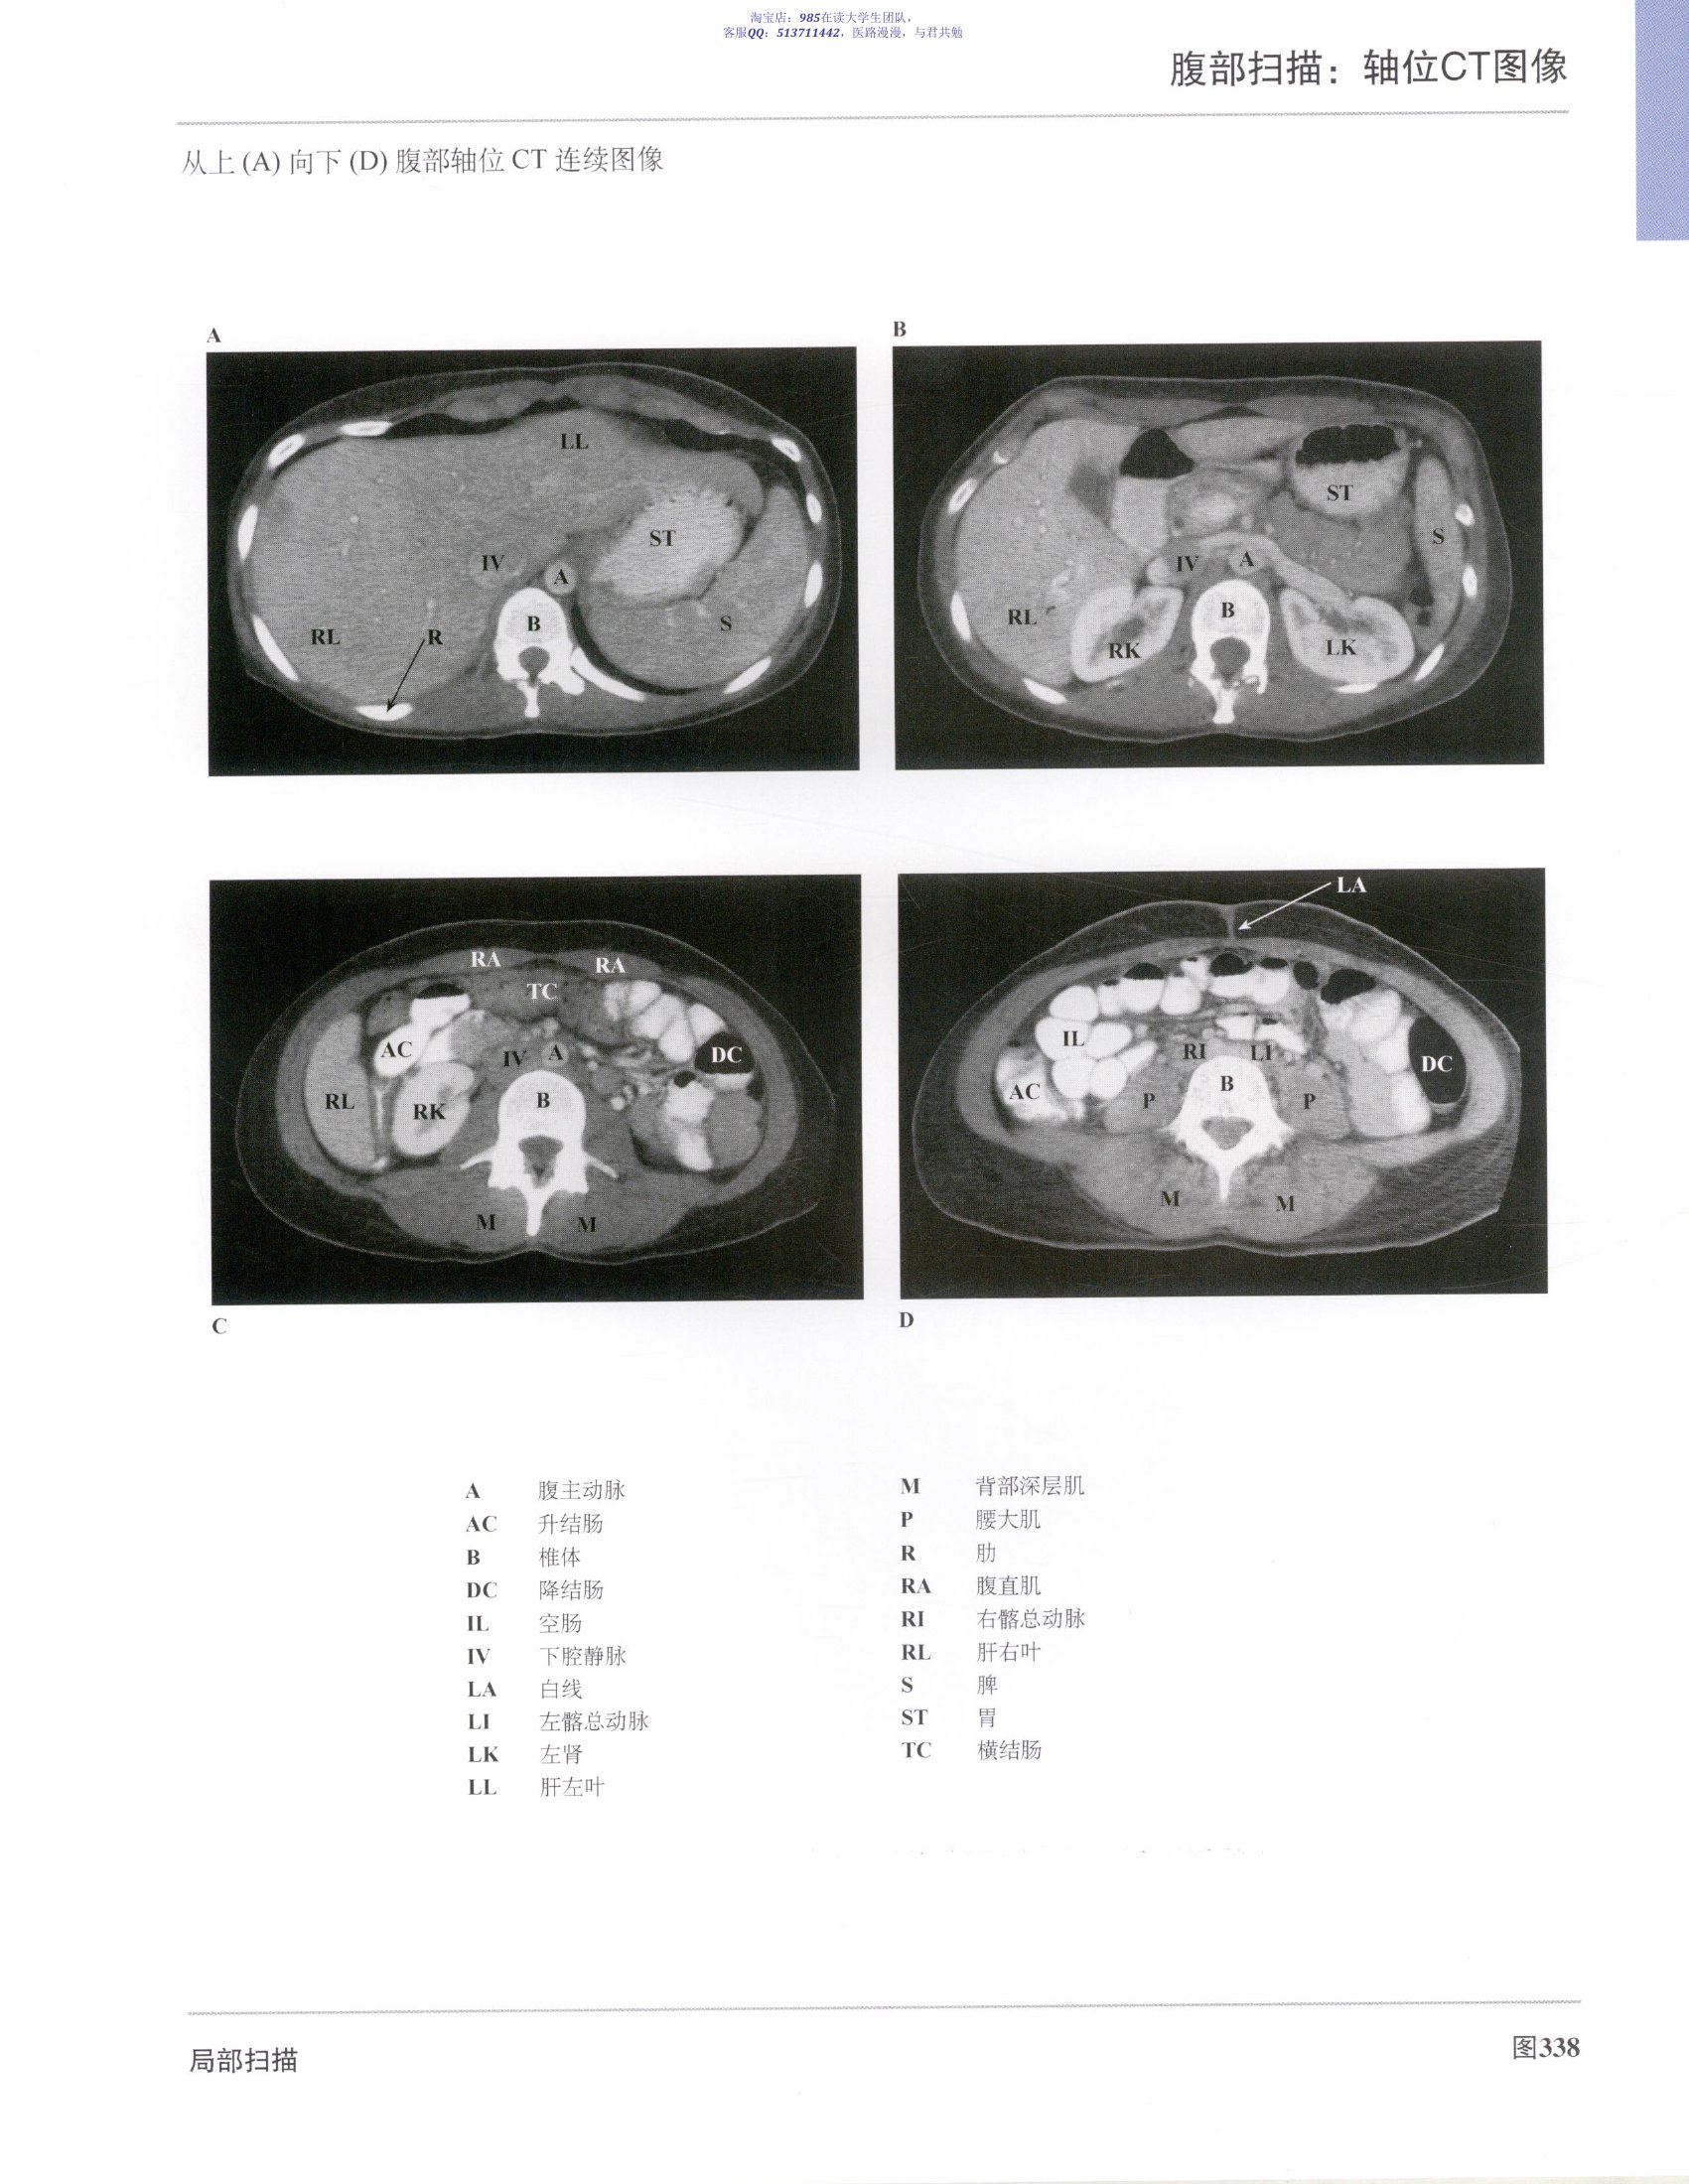 淘宝店：985在读大学生团队，
客服QQ：513711442，医路漫漫，与君共勉
腹部扫描：轴位CT图像
从上 (A) 向下 (D) 腹部轴位 CT 连续图像
A
B
LL
ST
IV
A
B
S
RL
R
ST
S
IV
A
RL
B
RK
LK
RA
RA
TC
AC
IV
A
DC
RL
RK
B
M
M
LA
IL
RI
LI
DC
AC
B
P
P
M
M
C
D
A 腹主动脉
AC 升结肠
B 椎体
DC 降结肠
IL 空肠
IV 下腔静脉
LA 白线
LI 左髂总动脉
LK 左肾
LL 肝左叶
M 背部深层肌
P 腰大肌
R 肋
RA 腹直肌
RI 右髂总动脉
RL 肝右叶
S 脾
ST 胃
TC 横结肠
局部扫描
图338